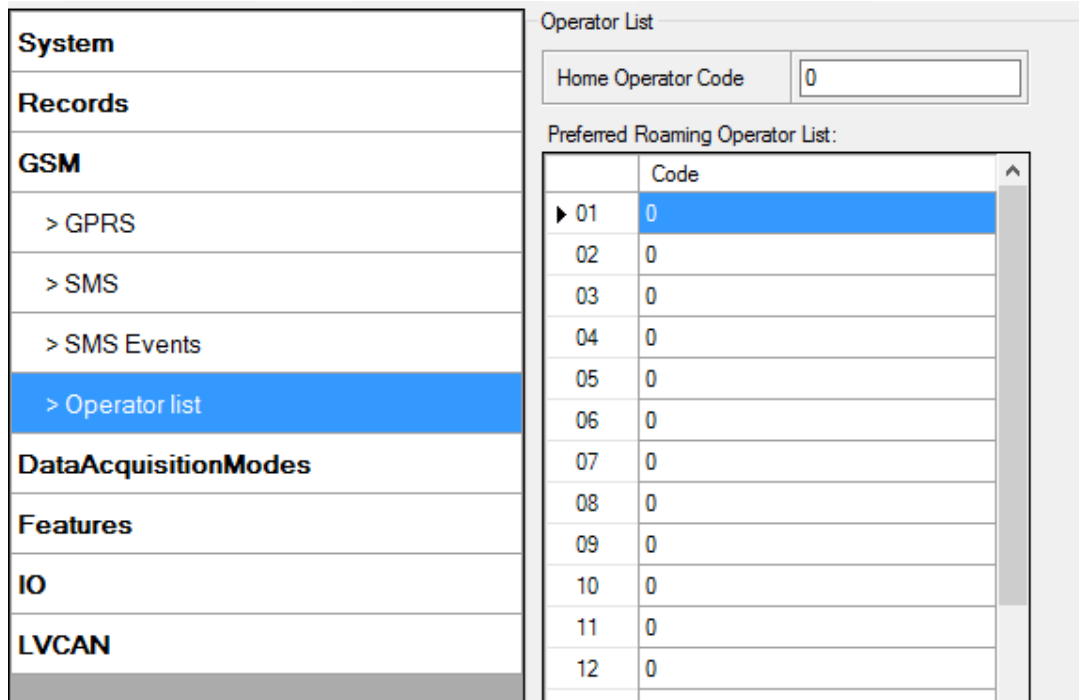 System
Records
GSM
> GPRS
> SMS
> SMS Events
> Operator list
DataAcquisitionModes
Features
IO
LVCAN
Operator List
Home Operator Code 0
Preferred Roaming Operator List:
Code
01 0
02 0
03 0
04 0
05 0
06 0
07 0
08 0
09 0
10 0
11 0
12 0